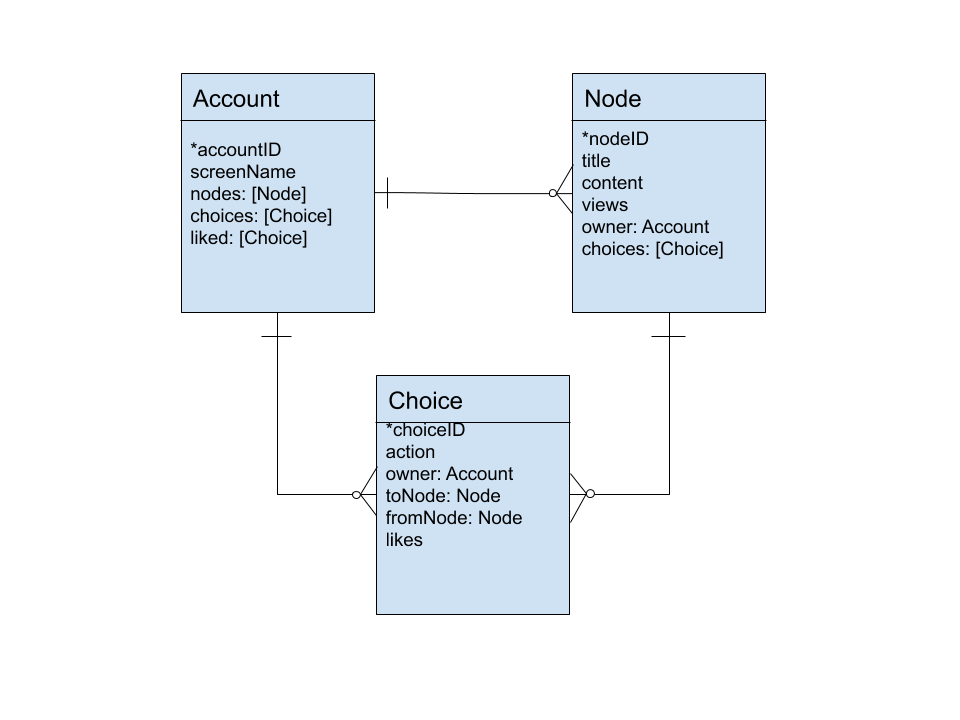 Account
*accountID
screenName
nodes: [Node]
choices: [Choice]
liked: [Choice]
Node
*nodeID
title
content
views
owner: Account
choices: [Choice]
Choice
*choiceID
action
owner: Account
toNode: Node
fromNode: Node
likes